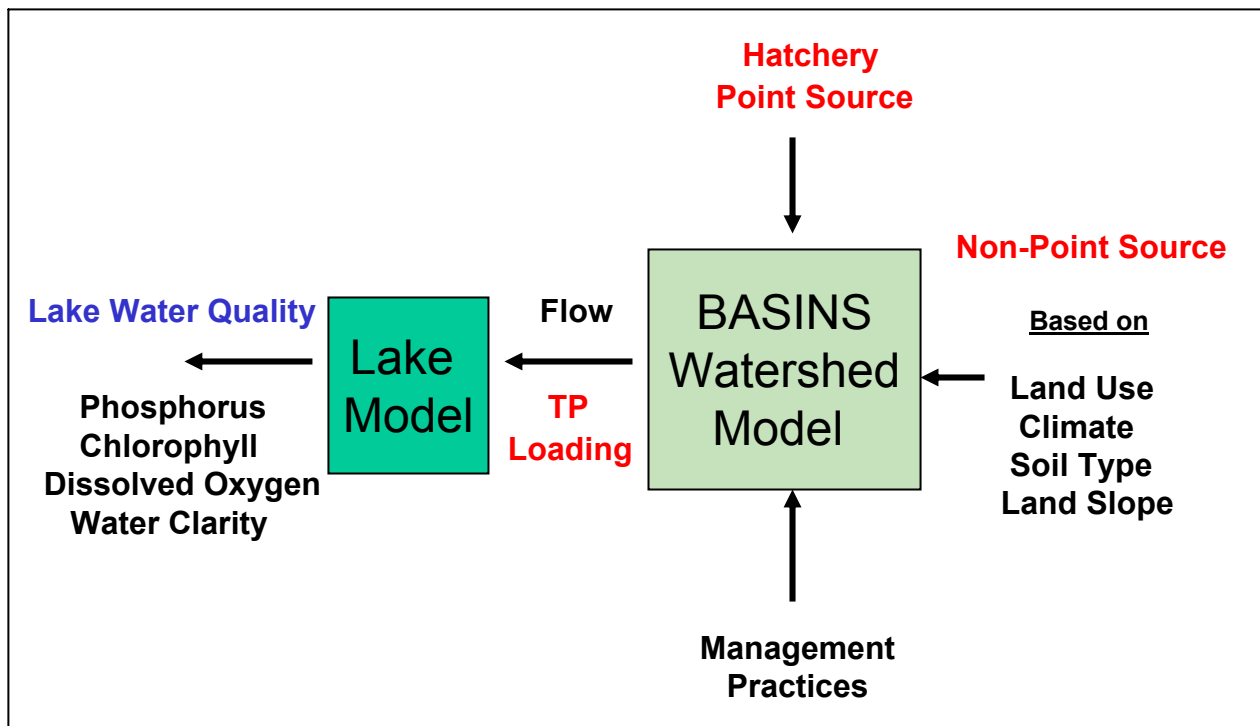 Hatchery
Point Source
Non-Point Source
Based on
Land Use
Climate
Soil Type
Land Slope
BASINS
Watershed
Model
Management
Practices
Flow
TP
Loading
Lake
Model
Lake Water Quality
Phosphorus
Chlorophyll
Dissolved Oxygen
Water Clarity